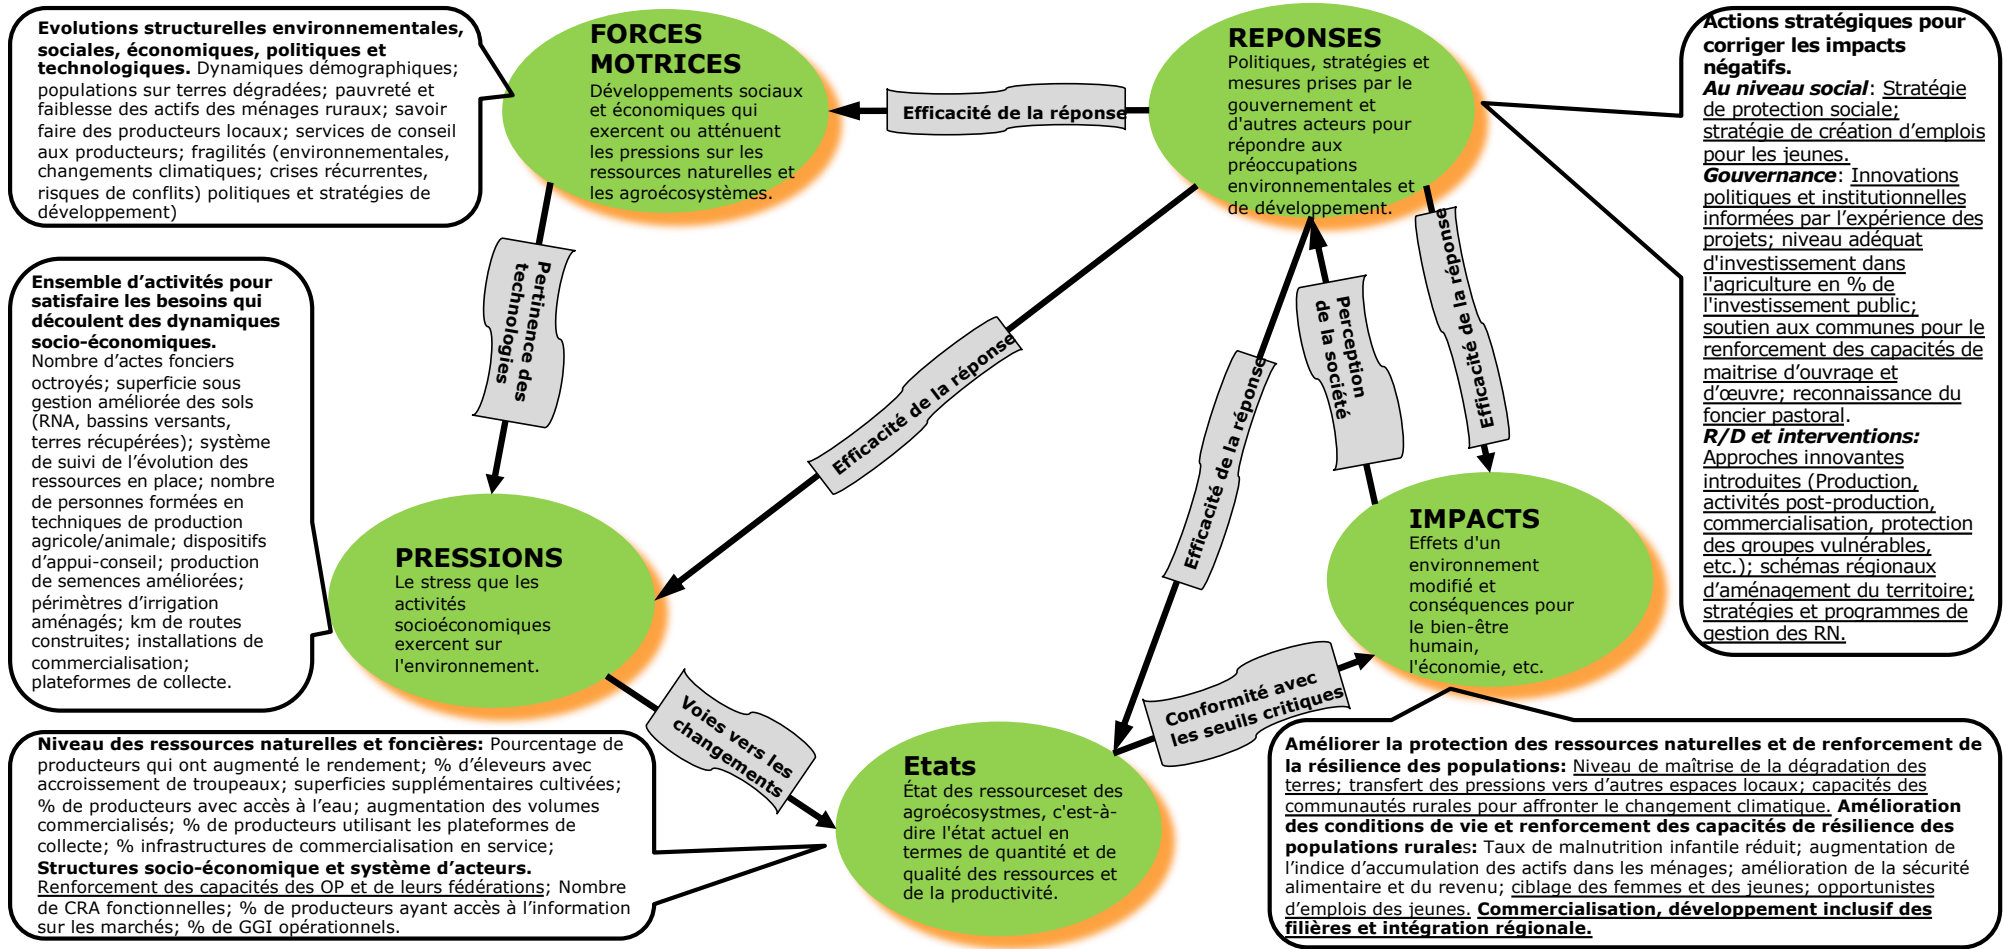 Evolutions structurelles environnementales,
sociales, économiques, politiques et
technologiques. Dynamiques démographiques;
populations sur terres dégradées; pauvreté et
faiblesse des actifs des ménages ruraux; savoir
faire des producteurs locaux; services de conseil
aux producteurs; fragilités (environnementales,
changements climatiques; crises récurrentes,
risques de conflits) politiques et stratégies de
développement)
FORCES
MOTRICES
Développements sociaux
et économiques qui
exercent ou atténuent
les pressions sur les
ressources naturelles et
les agroécosystèmes.
Efficacité de la réponse
REPONSES
Politiques, stratégies et
mesures prises par le
gouvernement et
d'autres acteurs pour
répondre aux
préoccupations
environnementales et
de développement.
Actions stratégiques pour
corriger les impacts
négatifs.
Au niveau social: Stratégie
de protection sociale;
stratégie de création d’emplois
pour les jeunes.
Gouvernance: Innovations
politiques et institutionnelles
informées par l’expérience des
projets; niveau adéquat
d'investissement dans
l'agriculture en % de
l'investissement public;
soutien aux communes pour le
renforcement des capacités de
maitrise d’ouvrage et
d’œuvre; reconnaissance du
foncier pastoral.
R/D et interventions:
Approches innovantes
introduites (Production,
activités post-production,
commercialisation, protection
des groupes vulnérables,
etc.); schémas régionaux
d’aménagement du territoire;
stratégies et programmes de
gestion des RN.
Ensemble d’activités pour
satisfaire les besoins qui
découlent des dynamiques
socio-économiques.
Nombre d’actes fonciers
octroyés; superficie sous
gestion améliorée des sols
(RNA, bassins versants,
terres récupérées); système
de suivi de l’évolution des
ressources en place; nombre
de personnes formées en
techniques de production
agricole/animale; dispositifs
d’appui-conseil; production
de semences améliorées;
périmètres d’irrigation
aménagés; km de routes
construites; installations de
commercialisation;
plateformes de collecte.
Pertinence des
technologies
Efficacité de la réponse
Efficacité de la réponse
Perception
de la société
Efficacité de la réponse
PRESSIONS
Le stress que les
activités
socioéconomiques
exercent sur
l'environnement.
IMPACTS
Effets d'un
environnement
modifié et
conséquences pour
le bien-être
humain,
l'économie, etc.
Voies vers les
changements
Conformité avec
les seuils critiques
Niveau des ressources naturelles et foncières: Pourcentage de
producteurs qui ont augmenté le rendement; % d’éleveurs avec
accroissement de troupeaux; superficies supplémentaires cultivées;
% de producteurs avec accès à l’eau; augmentation des volumes
commercialisés; % de producteurs utilisant les plateformes de
collecte; % infrastructures de commercialisation en service;
Structures socio-économique et système d’acteurs.
Renforcement des capacités des OP et de leurs fédérations; Nombre
de CRA fonctionnelles; % de producteurs ayant accès à l’information
sur les marchés; % de GGI opérationnels.
Etats
État des ressourceset des
agroécosystmes, c'est-à-
dire l'état actuel en
termes de quantité et de
qualité des ressources et
de la productivité.
Améliorer la protection des ressources naturelles et de renforcement de
la résilience des populations: Niveau de maîtrise de la dégradation des
terres; transfert des pressions vers d’autres espaces locaux; capacités des
communautés rurales pour affronter le changement climatique. Amélioration
des conditions de vie et renforcement des capacités de résilience des
populations rurales: Taux de malnutrition infantile réduit; augmentation de
l’indice d’accumulation des actifs dans les ménages; amélioration de la sécurité
alimentaire et du revenu; ciblage des femmes et des jeunes; opportunistes
d’emplois des jeunes. Commercialisation, développement inclusif des
filières et intégration régionale.